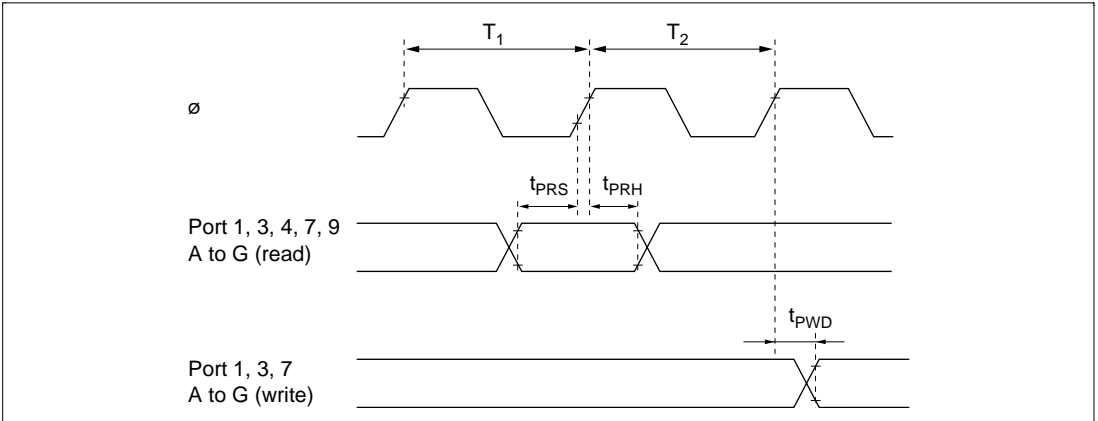 T1 T2
ø
tPRS tPRH
Port 1, 3, 4, 7, 9
A to G (read)
tPWD
Port 1, 3, 7
A to G (write)